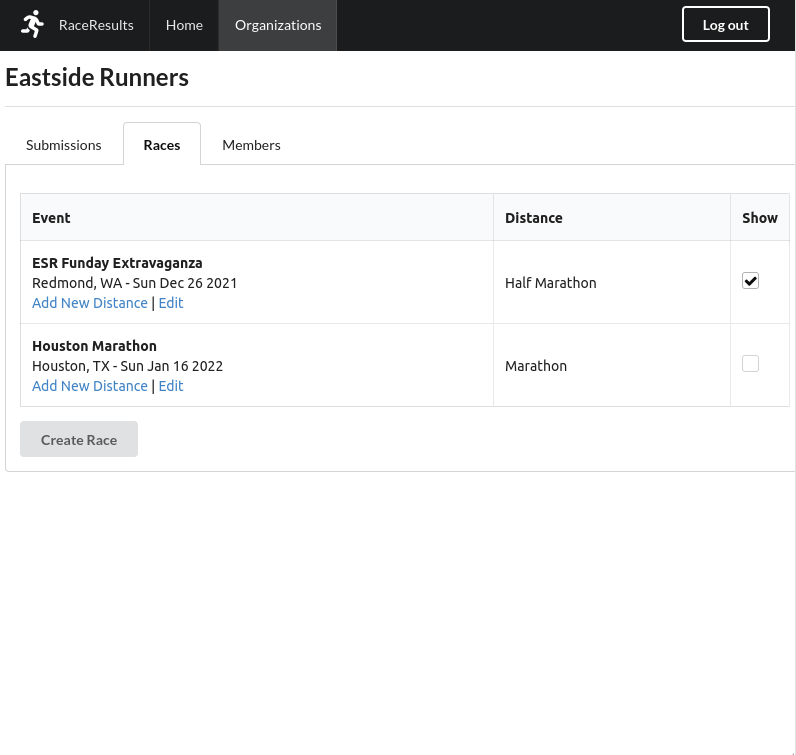 RaceResults Home Organizations Log out
Eastside Runners
Submissions Races Members
Event Distance Show
ESR Funday Extravaganza
Redmond, WA - Sun Dec 26 2021 Half Marathon
Add New Distance | Edit
Houston Marathon
Houston, TX - Sun Jan 16 2022 Marathon
Add New Distance | Edit
Create Race